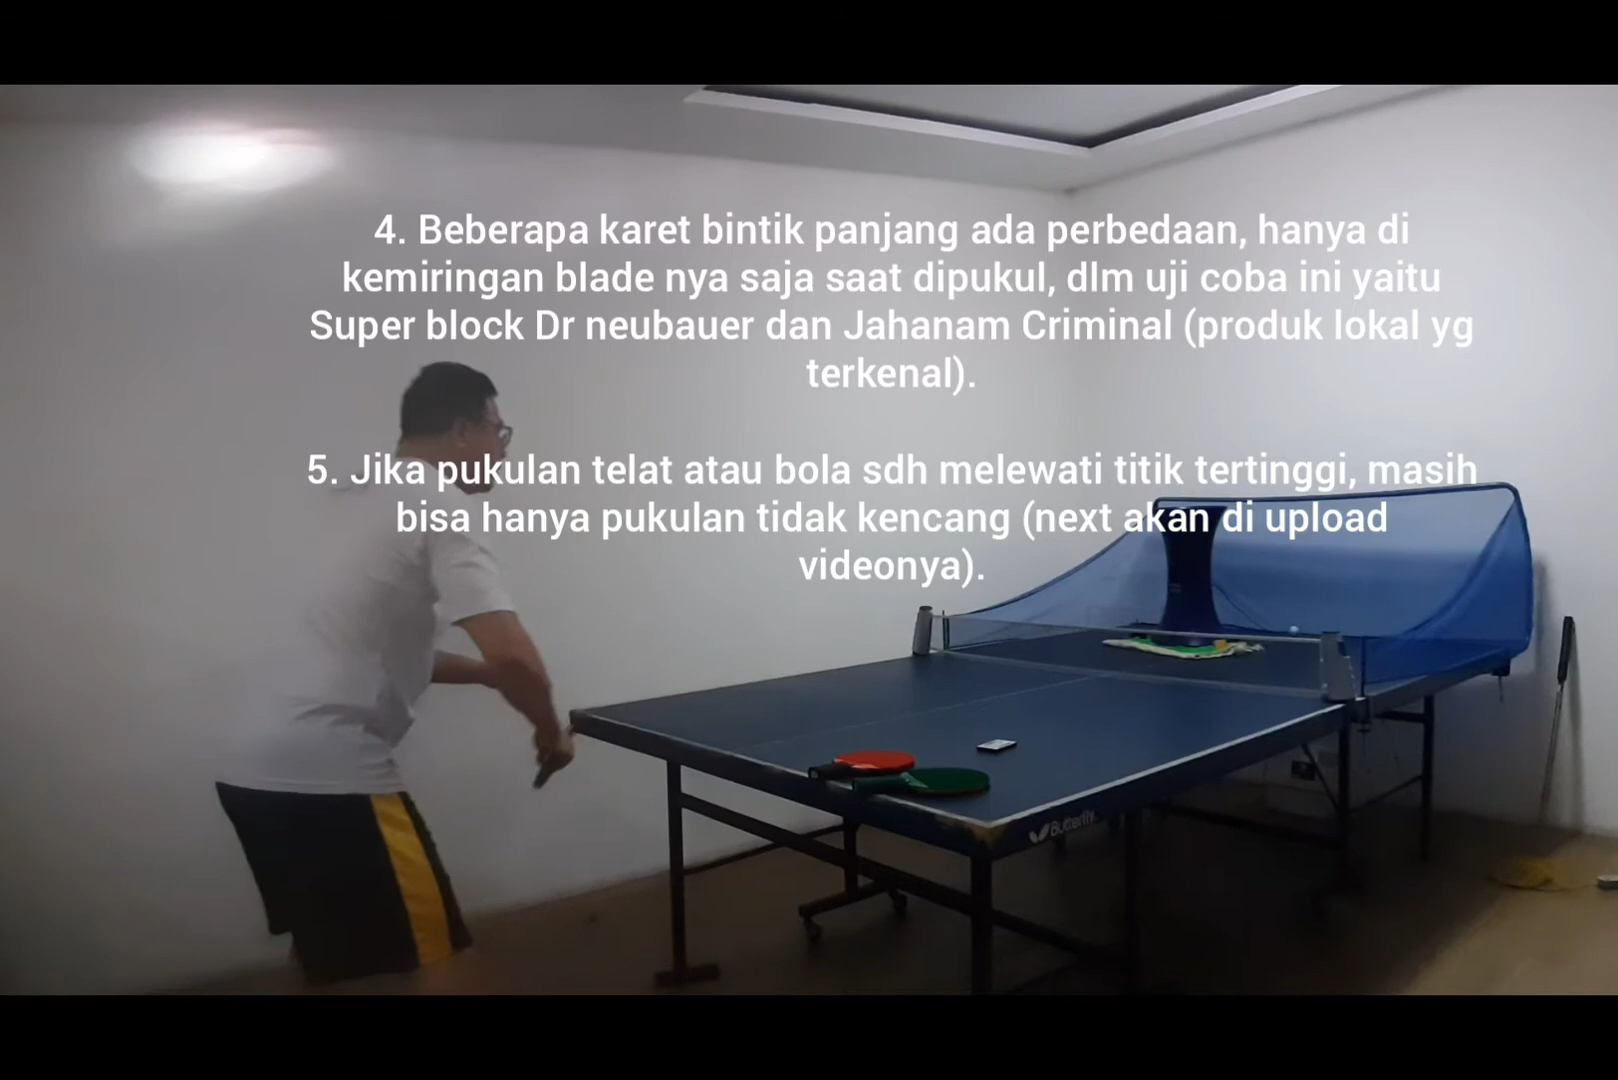 4. Beberapa karet bintik panjang ada perbedaan, hanya di
kemiringan blade nya saja saat dipukul, dlm uji coba ini yaitu
Super block Dr neubauer dan Jahanam Criminal (produk lokal yg
terkenal).
5. Jika pukulan telat atau bola sdh melewati titik tertinggi, masih
bisa hanya pukulan tidak kencang (next akan di upload
videonya).
Butterfly